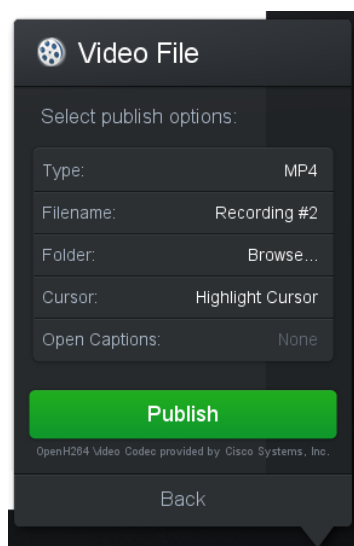 Video File
Select publish options:
Type: MP4
Filename: Recording #2
Folder: Browse...
Cursor: Highlight Cursor
Open Captions: None
Publish
OpenH264 Video Codec provided by Cisco Systems, Inc.
Back